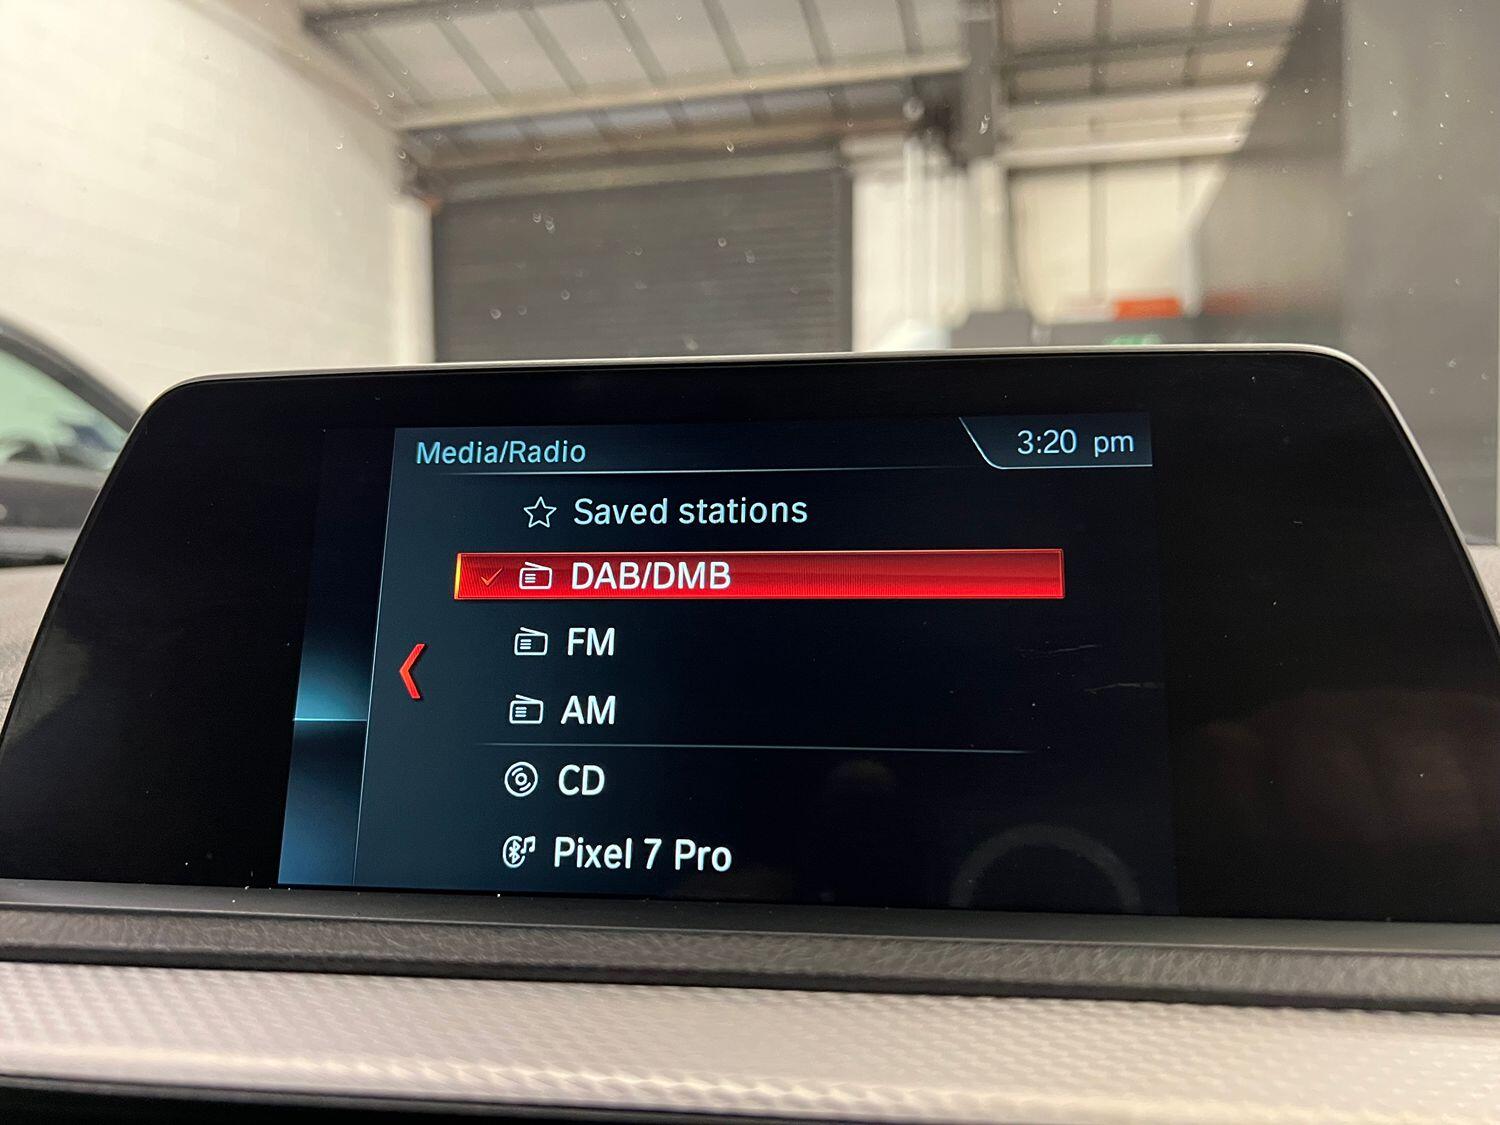 Media/Radio
3:20 pm
Saved stations
DAB/DMB
FM
AM
CD
Pixel 7 Pro